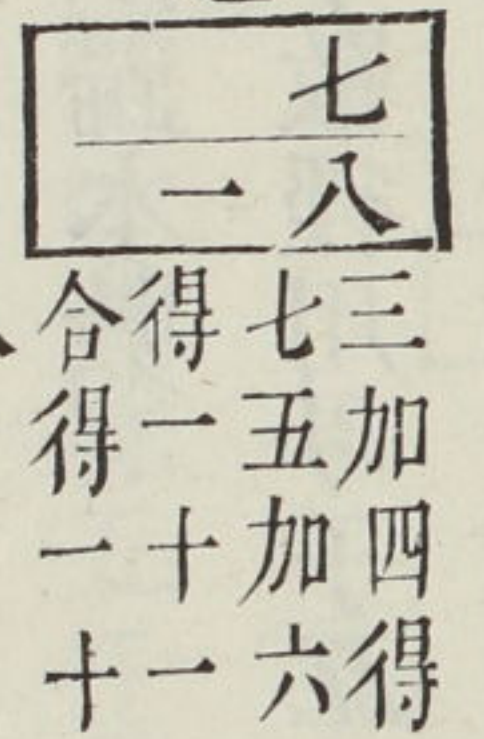 七
一八
三加四得
七五加六
得一十一
合得一十